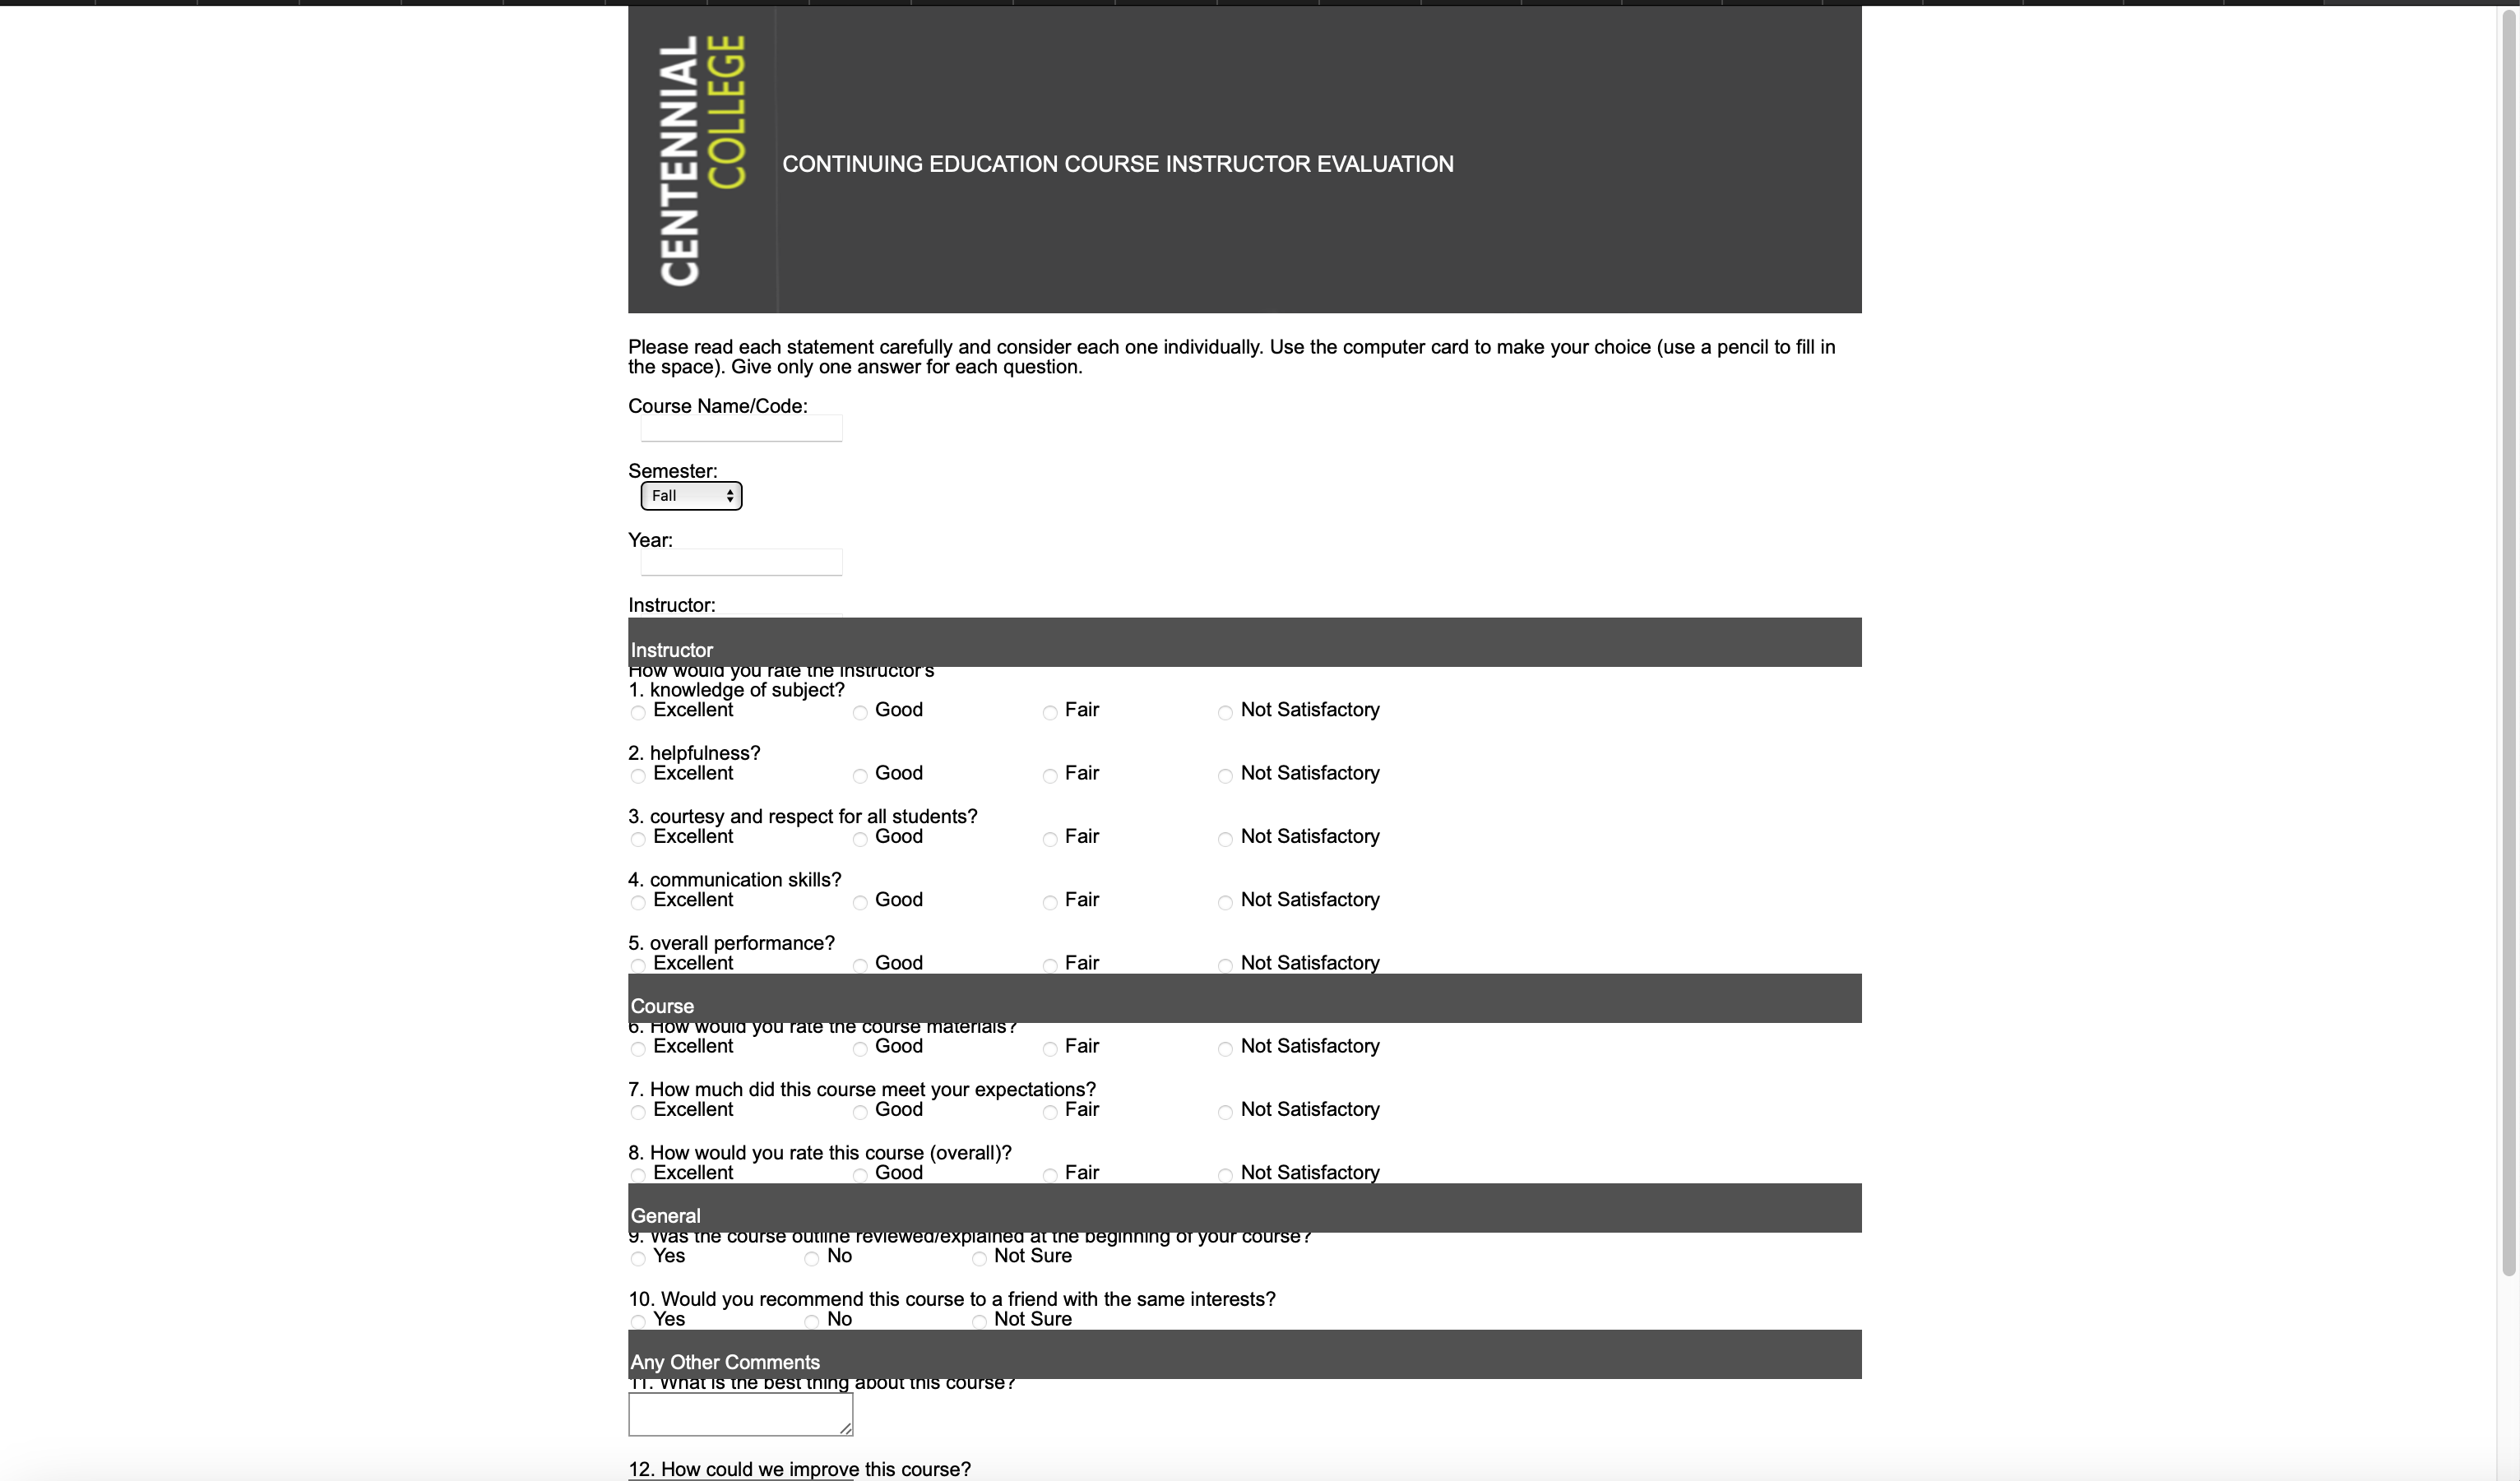 CENTENNIAL
COLLEGE
CONTINUING EDUCATION COURSE INSTRUCTOR EVALUATION
Please read each statement carefully and consider each one individually. Use the computer card to make your choice (use a pencil to fill in
the space). Give only one answer for each question.
Course Name/Code:
Semester:
Fall
Year:
Instructor:
Instructor
How would you rate the instructor's
1. knowledge of subject?
Excellent Good Fair Not Satisfactory
2. helpfulness?
Excellent Good Fair Not Satisfactory
3. courtesy and respect for all students?
Excellent Good Fair Not Satisfactory
4. communication skills?
Excellent Good Fair Not Satisfactory
5. overall performance?
Excellent Good Fair Not Satisfactory
Course
6. How would you rate the course materials?
Excellent Good Fair Not Satisfactory
7. How much did this course meet your expectations?
Excellent Good Fair Not Satisfactory
8. How would you rate this course (overall)?
Excellent Good Fair Not Satisfactory
General
9. Was the course outline reviewed/explained at the beginning of your course?
Yes No Not Sure
10. Would you recommend this course to a friend with the same interests?
Yes No Not Sure
Any Other Comments
11. What is the best thing about this course?
12. How could we improve this course?